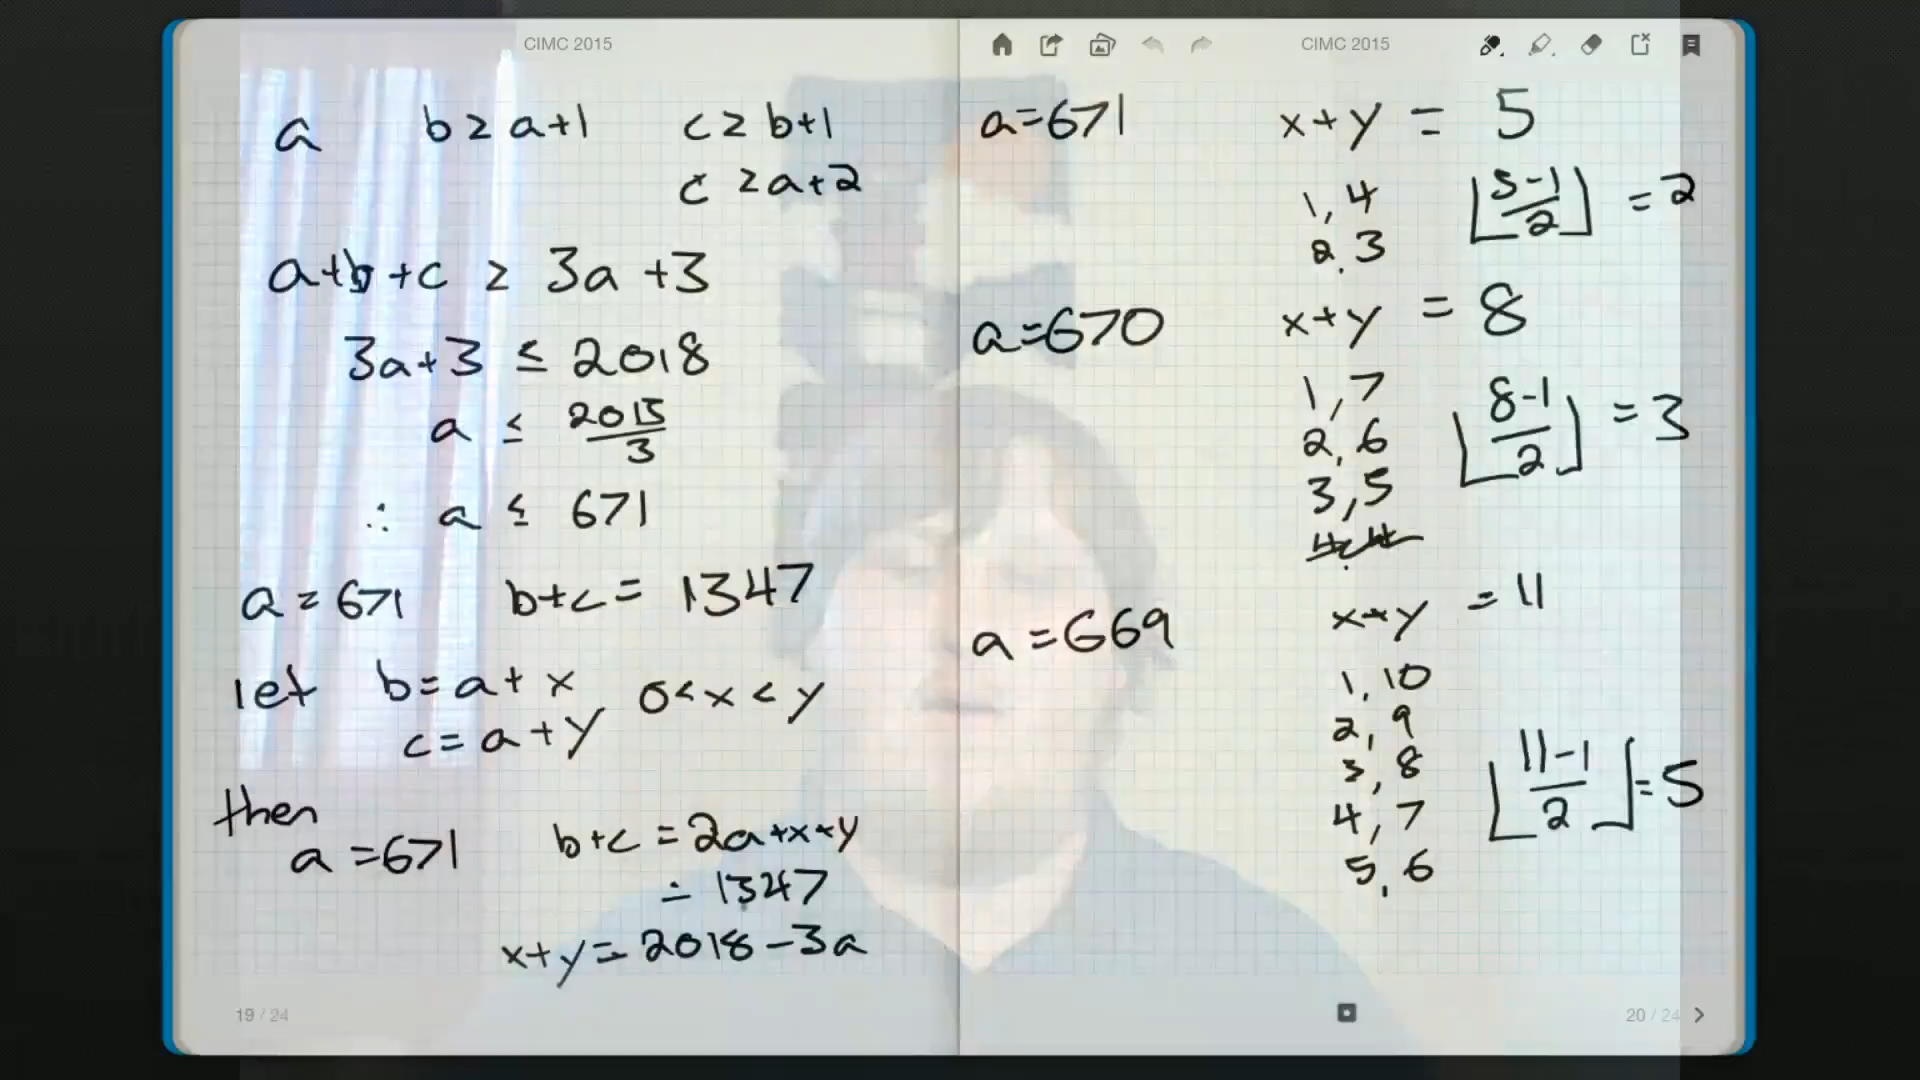 CIMC 2015
a b ≥ a+1 c ≥ b+1
c ≥ a+2
a+b+c ≥ 3a+3
3a+3 ≤ 2018
a ≤ 2015/3
∴ a ≤ 671
a = 671 b+c = 1347
let b = a+x 0<x<y
c = a+y
then
a = 671 b+c = 2a+x+y
= 1347
x+y = 2018-3a
19 / 24
CIMC 2015
a=671 x+y = 5
1,4 ⌊(5-1)/2⌋ = 2
2,3
a=670 x+y = 8
1,7 ⌊(8-1)/2⌋ = 3
2,6
3,5
4,4
a=669 x+y = 11
1,10
2,9
3,8 ⌊(11-1)/2⌋ = 5
4,7
5,6
20 / 24